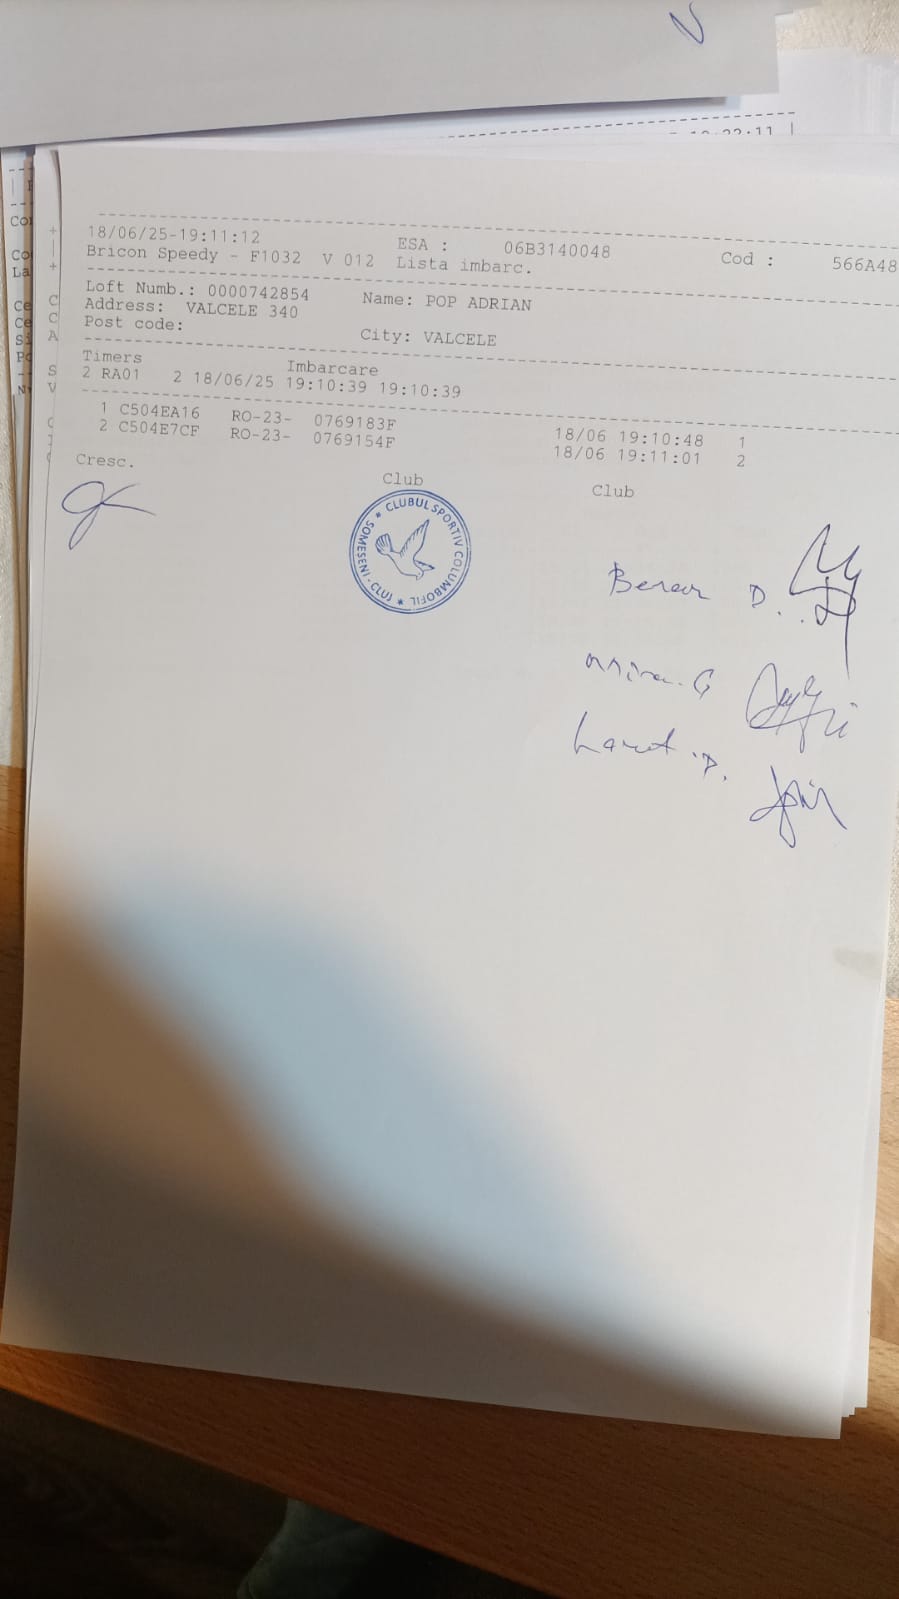 18/06/25-19:11:12 ESA : 06B3140048 Cod : 566A48
Bricon Speedy - F1032 V 012 Lista imbarc.
Loft Numb.: 0000742854 Name: POP ADRIAN
Address: VALCELE 340
Post code: City: VALCELE
Timers Imbarcare
2 RA01 2 18/06/25 19:10:39 19:10:39
1 C504EA16 RO-23- 0769183F 18/06 19:10:48 1
2 C504E7CF RO-23- 0769154F 18/06 19:11:01 2
Cresc. Club Club
CLUBUL SPORTIV COLUMBOFIL
SOMESENI - CLUJ
D.
G
D.